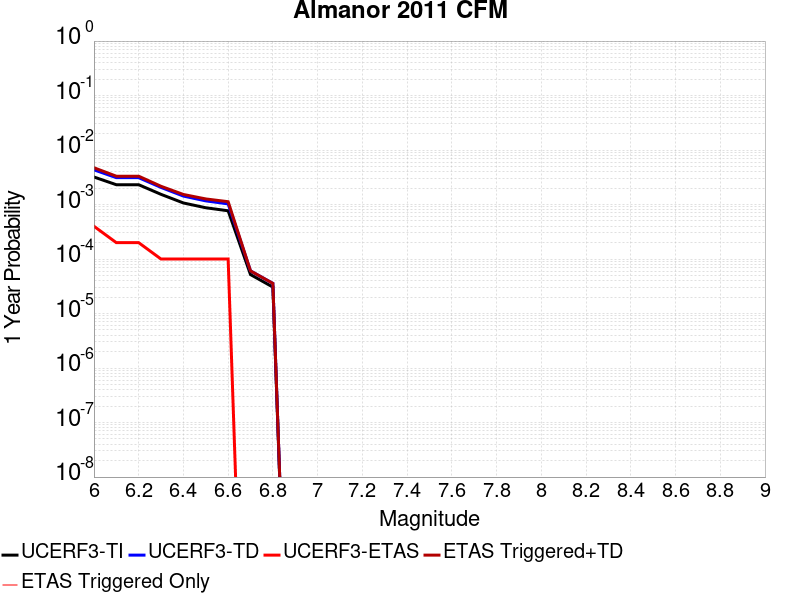 Almanor 2011 CFM
1 Year Probability
10^0
10^-1
10^-2
10^-3
10^-4
10^-5
10^-6
10^-7
10^-8
6 6.2 6.4 6.6 6.8 7 7.2 7.4 7.6 7.8 8 8.2 8.4 8.6 8.8 9
Magnitude
UCERF3-TI UCERF3-TD UCERF3-ETAS ETAS Triggered+TD
ETAS Triggered Only